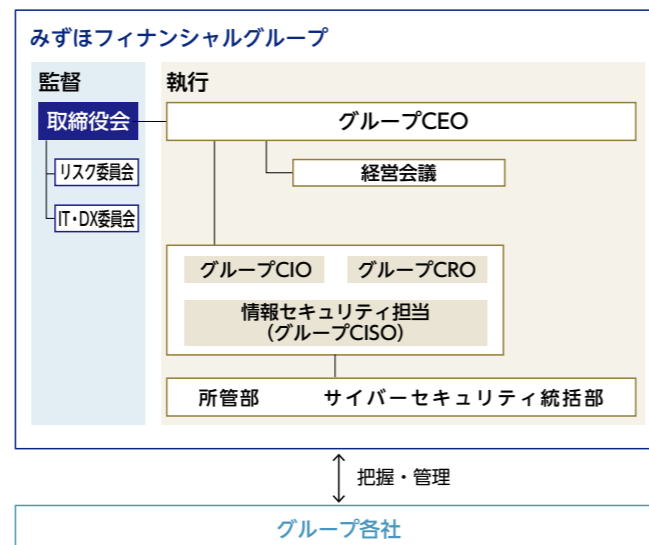 みずほフィナンシャルグループ
監督
執行
取締役会
グループCEO
リスク委員会
経営会議
IT・DX委員会
グループCIO
グループCRO
情報セキュリティ担当
(グループCISO)
所管部
サイバーセキュリティ統括部
把握・管理
グループ各社